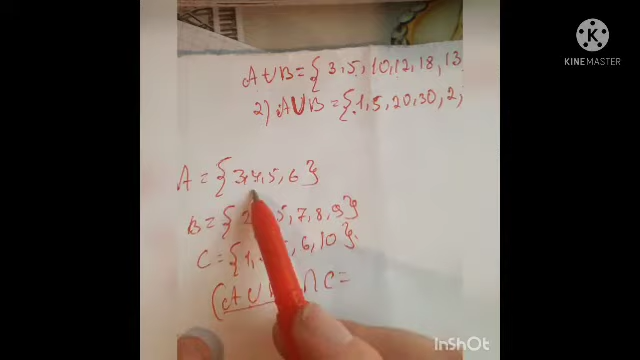 A∪B={3,5,10,12,18,13
2) A∪B={1,5,20,30,2,
A={3,4,5,6}
B={2 5,7,8,9}
C={1, 6,10}.
(A∪ ∩C=
KINEMASTER
InShOt